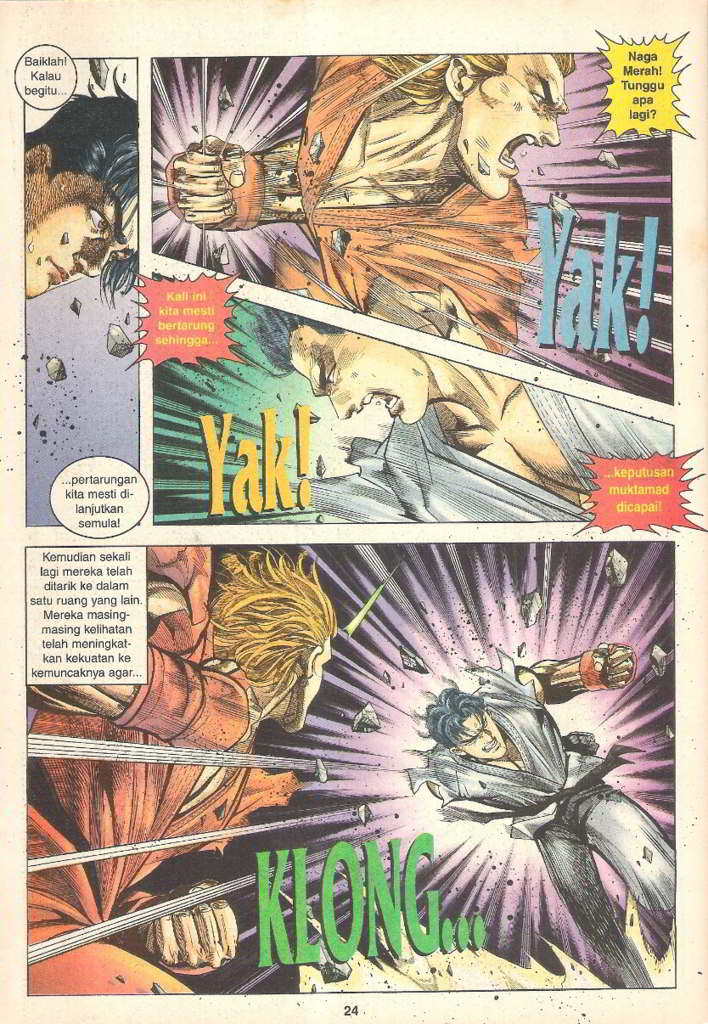 Baiklah!
Kalau
begitu...
Naga
Merah!
Tunggu
apa
lagi?
Yak!
Kali ini
kita mesti
bertarung
sehingga...
Yak!
...pertarungan
kita mesti di-
lanjutkan
semula!
...keputusan
muktamad
dicapai!
Kemudian sekali
lagi mereka telah
ditarik ke dalam
satu ruang yang lain.
Mereka masing-
masing kelihatan
telah meningkat-
kan kekuatan ke
kemuncaknya agar...
KLONG...
24